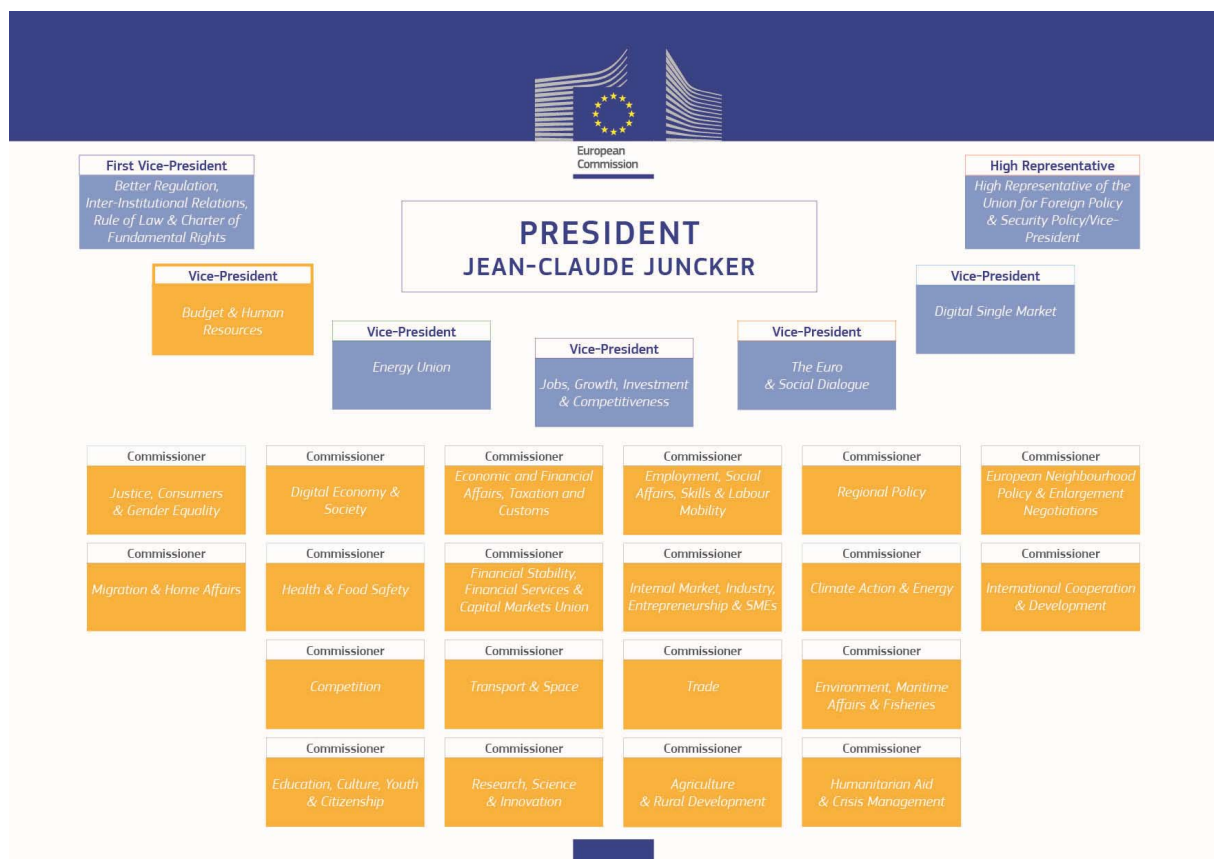 European
Commission
PRESIDENT
JEAN-CLAUDE JUNCKER
First Vice-President
Better Regulation,
Inter-Institutional Relations,
Rule of Law & Charter of
Fundamental Rights
High Representative
High Representative of the
Union for Foreign Policy
& Security Policy/Vice-
President
Vice-President
Budget & Human
Resources
Vice-President
Energy Union
Vice-President
Jobs, Growth, Investment
& Competitiveness
Vice-President
The Euro
& Social Dialogue
Vice-President
Digital Single Market
Commissioner
Justice, Consumers
& Gender Equality
Commissioner
Digital Economy &
Society
Commissioner
Economic and Financial
Affairs, Taxation and
Customs
Commissioner
Employment, Social
Affairs, Skills & Labour
Mobility
Commissioner
Regional Policy
Commissioner
European Neighbourhood
Policy & Enlargement
Negotiations
Commissioner
Migration & Home Affairs
Commissioner
Health & Food Safety
Commissioner
Financial Stability,
Financial Services &
Capital Markets Union
Commissioner
Internal Market, Industry,
Entrepreneurship & SMEs
Commissioner
Climate Action & Energy
Commissioner
International Cooperation
& Development
Commissioner
Competition
Commissioner
Transport & Space
Commissioner
Trade
Commissioner
Environment, Maritime
Affairs & Fisheries
Commissioner
Education, Culture, Youth
& Citizenship
Commissioner
Research, Science
& Innovation
Commissioner
Agriculture
& Rural Development
Commissioner
Humanitarian Aid
& Crisis Management